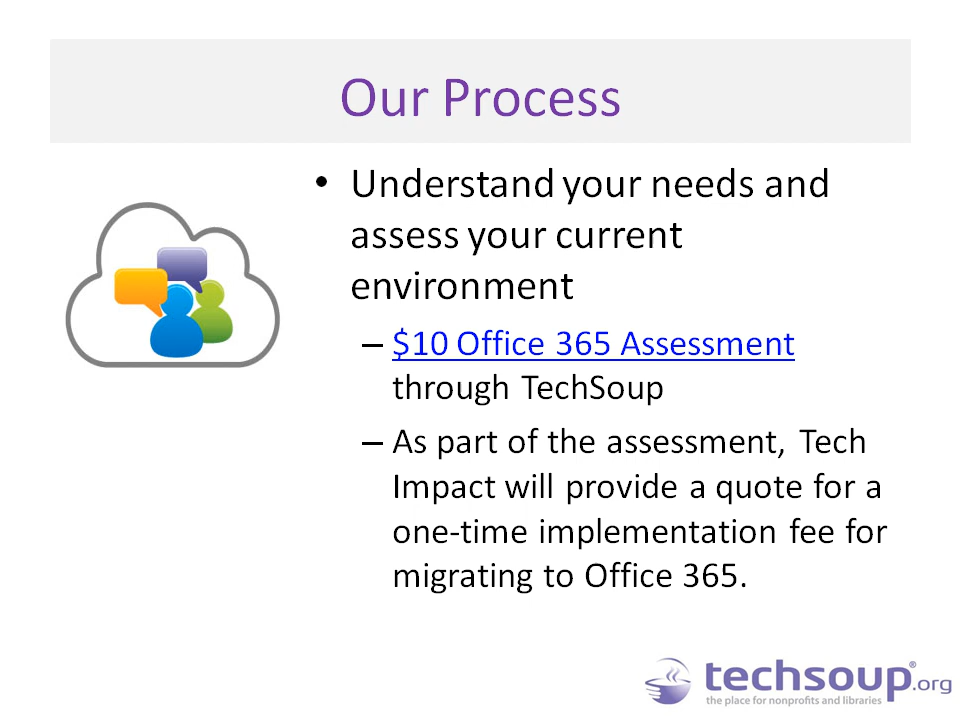 Our Process
• Understand your needs and
assess your current
environment
– $10 Office 365 Assessment
through TechSoup
– As part of the assessment, Tech
Impact will provide a quote for a
one-time implementation fee for
migrating to Office 365.
techsoup®.org
the place for nonprofits and libraries